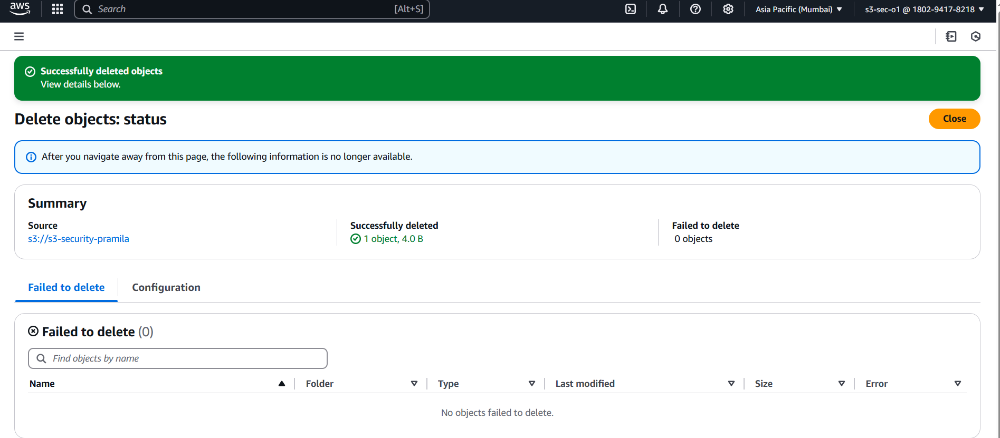 aws
Search [Alt+S]
Asia Pacific (Mumbai)
s3-sec-o1 @ 1802-9417-8218
Successfully deleted objects
View details below.
Delete objects: status
Close
After you navigate away from this page, the following information is no longer available.
Summary
Source
s3://s3-security-pramila
Successfully deleted
1 object, 4.0 B
Failed to delete
0 objects
Failed to delete
Configuration
Failed to delete (0)
Find objects by name
Name Folder Type Last modified Size Error
No objects failed to delete.